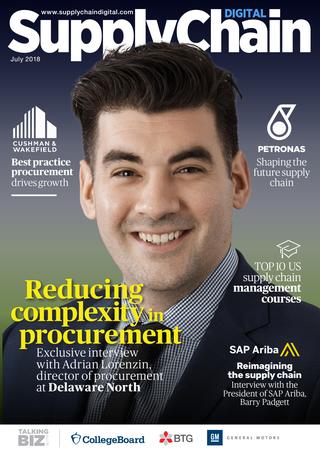 www.supplychaindigital.com
DIGITAL
SupplyChain
July 2018
CUSHMAN &
WAKEFIELD
Best practice
procurement
drives growth
PETRONAS
Shaping the
future supply
chain
TOP 10 US
supply chain
management
courses
Reducing
complexity in
procurement
Exclusive interview
with Adrian Lorenzin,
director of procurement
at Delaware North
SAP Ariba
Reimagining
the supply chain
Interview with the
President of SAP Ariba,
Barry Padgett
TALKING
BIZ
CollegeBoard
BTG
GM
GENERAL MOTORS